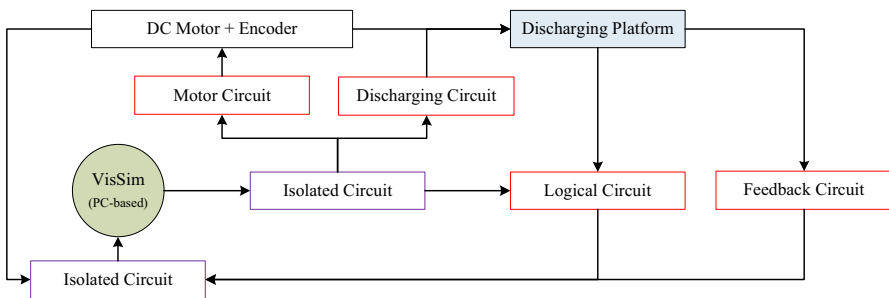 DC Motor + Encoder
Discharging Platform
Motor Circuit
Discharging Circuit
VisSim
(PC-based)
Isolated Circuit
Logical Circuit
Feedback Circuit
Isolated Circuit